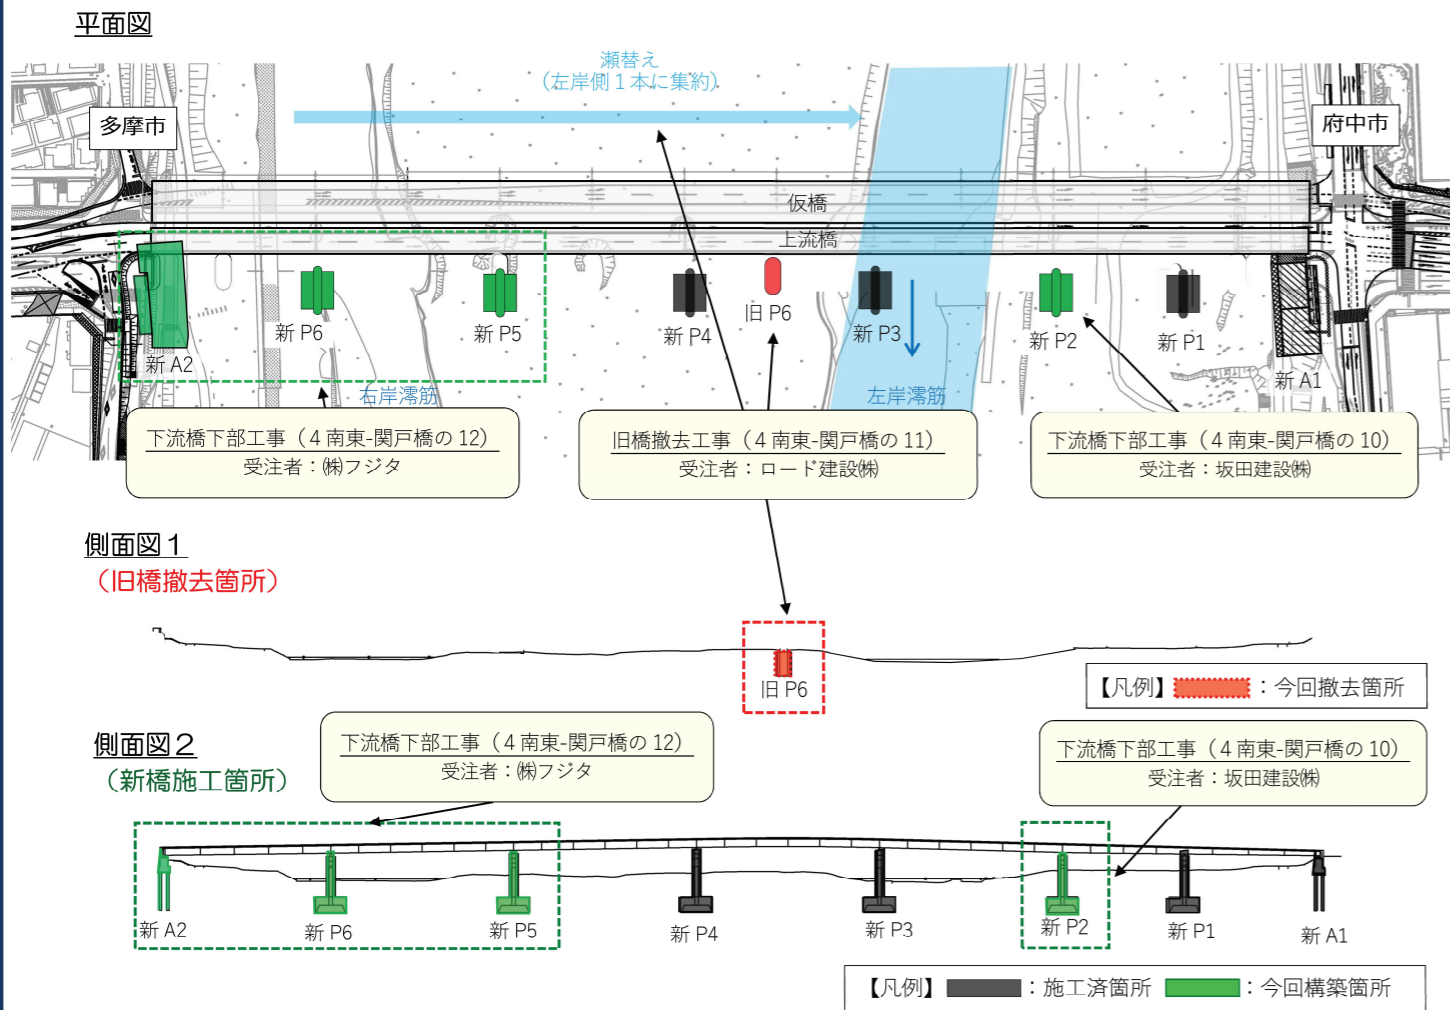 平面図
瀬替え
(左岸側１本に集約)
多摩市
府中市
仮橋
上流橋
新 A2
新 P6
新 P5
新 P4
旧 P6
新 P3
新 P2
新 P1
新 A1
右岸澪筋
左岸澪筋
下流橋下部工事（４南東-関戸橋の 12）
受注者：㈱フジタ
旧橋撤去工事（４南東-関戸橋の 11）
受注者：ロード建設㈱
下流橋下部工事（４南東-関戸橋の 10）
受注者：坂田建設㈱
側面図１
（旧橋撤去箇所）
旧 P6
【凡例】：今回撤去箇所
側面図２
（新橋施工箇所）
下流橋下部工事（４南東-関戸橋の 12）
受注者：㈱フジタ
下流橋下部工事（４南東-関戸橋の 10）
受注者：坂田建設㈱
新 A2
新 P6
新 P5
新 P4
新 P3
新 P2
新 P1
新 A1
【凡例】：施工済箇所 ：今回構築箇所